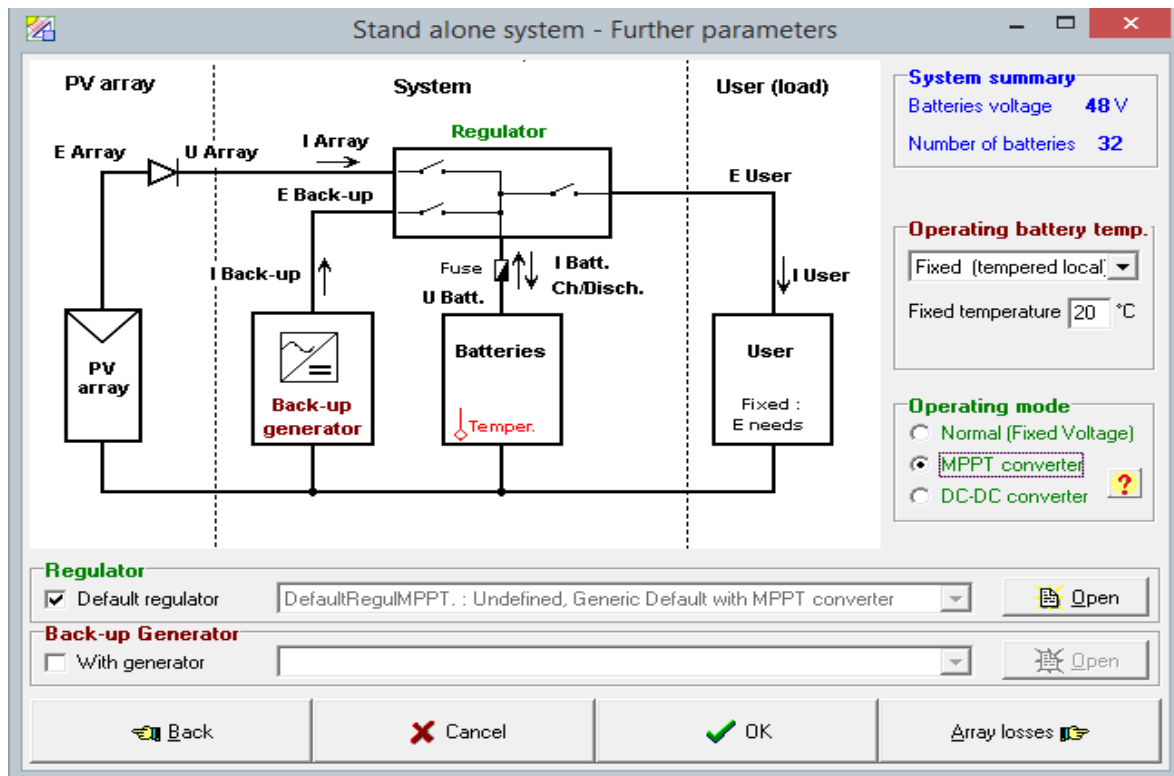 Stand alone system - Further parameters
PV array
System
User (load)
Regulator
I Array
E Array
U Array
E Back-up
E User
I Back-up
Fuse
I Batt.
Ch/Disch.
U Batt.
I User
PV
array
Back-up
generator
Batteries
Temper.
User
Fixed :
E needs
System summary
Batteries voltage 48 V
Number of batteries 32
Operating battery temp.
Fixed (tempered local)
Fixed temperature 20 °C
Operating mode
Normal (Fixed Voltage)
MPPT converter
DC-DC converter
?
Regulator
Default regulator
DefaultRegulMPPT. : Undefined, Generic Default with MPPT converter
Open
Back-up Generator
With generator
Open
Back
Cancel
OK
Array losses